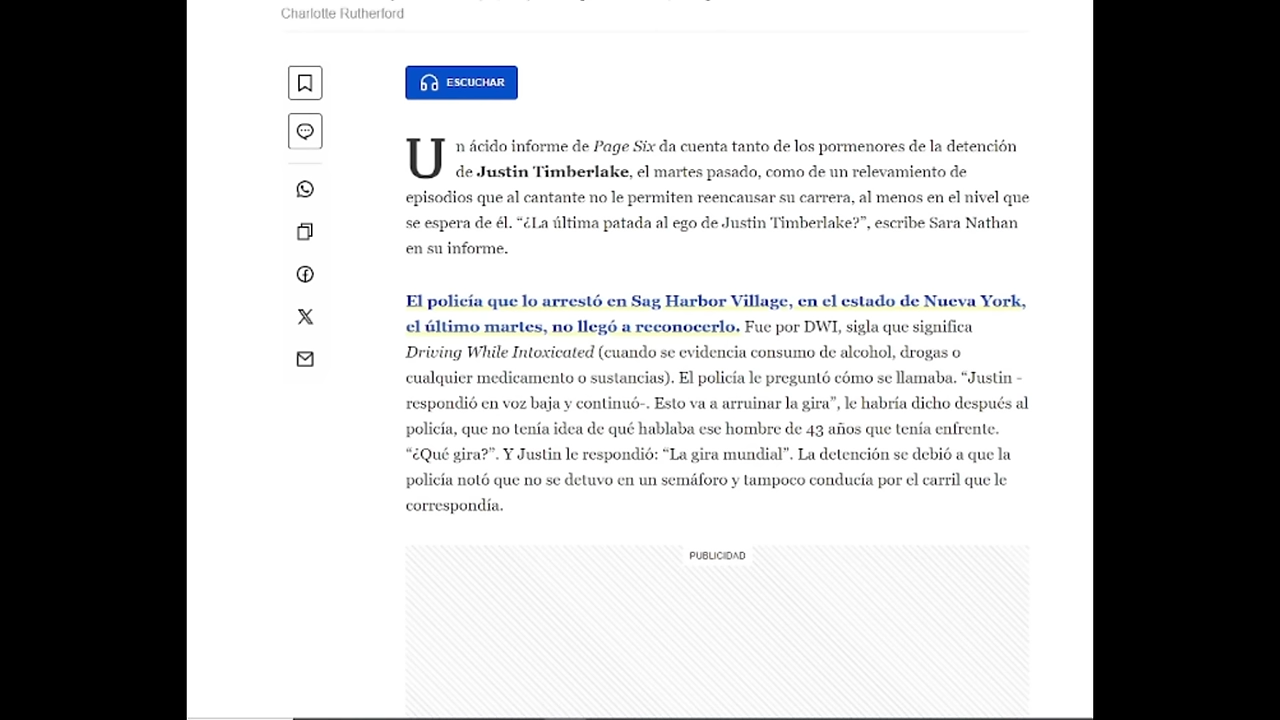 Charlotte Rutherford
ESCUCHAR
Un ácido informe de Page Six da cuenta tanto de los pormenores de la detención
de Justin Timberlake, el martes pasado, como de un relevamiento de
episodios que al cantante no le permiten reencausar su carrera, al menos en el nivel que
se espera de él. “¿La última patada al ego de Justin Timberlake?”, escribe Sara Nathan
en su informe.
El policía que lo arrestó en Sag Harbor Village, en el estado de Nueva York,
el último martes, no llegó a reconocerlo. Fue por DWI, sigla que significa
Driving While Intoxicated (cuando se evidencia consumo de alcohol, drogas o
cualquier medicamento o sustancias). El policía le preguntó cómo se llamaba. “Justin -
respondió en voz baja y continuó-. Esto va a arruinar la gira”, le habría dicho después al
policía, que no tenía idea de qué hablaba ese hombre de 43 años que tenía enfrente.
“¿Qué gira?”. Y Justin le respondió: “La gira mundial”. La detención se debió a que la
policía notó que no se detuvo en un semáforo y tampoco conducía por el carril que le
correspondía.
PUBLICIDAD